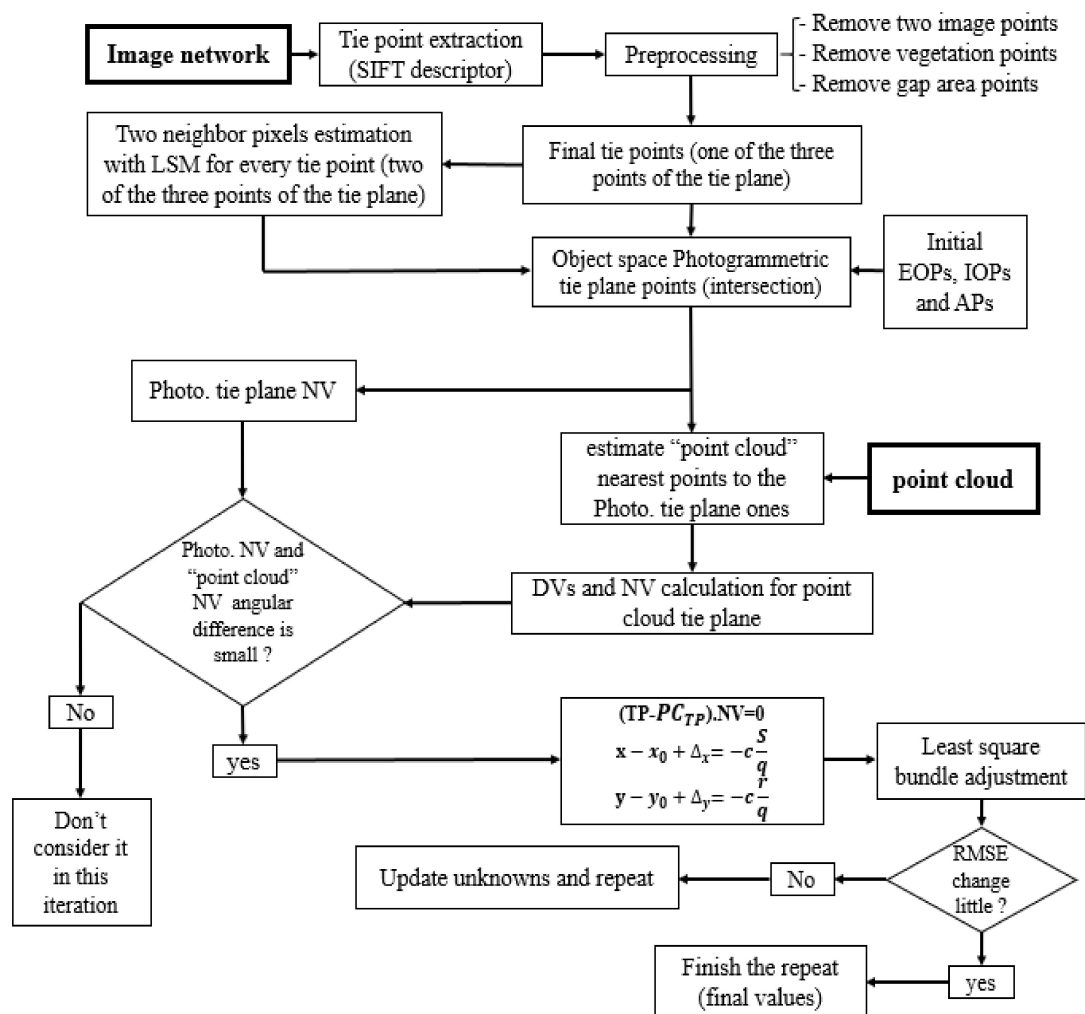 Image network
Tie point extraction
(SIFT descriptor)
Preprocessing
- Remove two image points
- Remove vegetation points
- Remove gap area points
Two neighbor pixels estimation
with LSM for every tie point (two
of the three points of the tie plane)
Final tie points (one of the three
points of the tie plane)
Object space Photogrammetric
tie plane points (intersection)
Initial
EOPs, IOPs
and APs
Photo. tie plane NV
estimate “point cloud”
nearest points to the
Photo. tie plane ones
point cloud
Photo. NV and
“point cloud”
NV angular
difference is
small ?
DVs and NV calculation for point
cloud tie plane
No
yes
Don’t
consider it
in this
iteration
(TP-PC_TP).NV=0
x − x₀ + Δₓ= −c s/q
y − y₀ + Δ_y= −c r/q
Least square
bundle adjustment
RMSE
change
little ?
No
Update unknowns and repeat
yes
Finish the repeat
(final values)